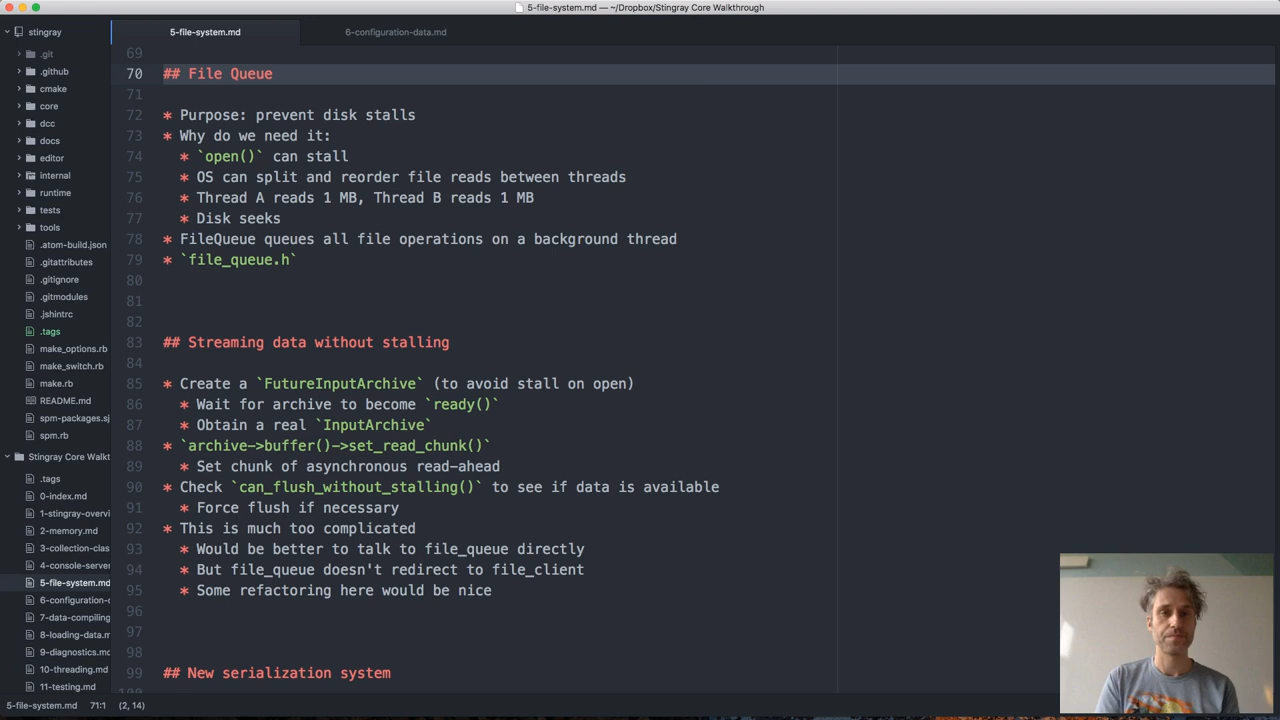 5-file-system.md — ~/Dropbox/Stingray Core Walkthrough
stingray
.git
.github
cmake
core
dcc
docs
editor
internal
runtime
tests
tools
.atom-build.json
.gitattributes
.gitignore
.gitmodules
.jshintrc
.tags
make_options.rb
make_switch.rb
make.rb
README.md
spm-packages.sj
spm.rb
Stingray Core Walkt
.tags
0-index.md
1-stingray-overvi
2-memory.md
3-collection-clas
4-console-server
5-file-system.md
6-configuration-d
7-data-compiling
8-loading-data.m
9-diagnostics.md
10-threading.md
11-testing.md
5-file-system.md
6-configuration-data.md
69
70 ## File Queue
71
72 * Purpose: prevent disk stalls
73 * Why do we need it:
74 * `open()` can stall
75 * OS can split and reorder file reads between threads
76 * Thread A reads 1 MB, Thread B reads 1 MB
77 * Disk seeks
78 * FileQueue queues all file operations on a background thread
79 * `file_queue.h`
80
81
82
83 ## Streaming data without stalling
84
85 * Create a `FutureInputArchive` (to avoid stall on open)
86 * Wait for archive to become `ready()`
87 * Obtain a real `InputArchive`
88 * `archive->buffer()->set_read_chunk()`
89 * Set chunk of asynchronous read-ahead
90 * Check `can_flush_without_stalling()` to see if data is available
91 * Force flush if necessary
92 * This is much too complicated
93 * Would be better to talk to file_queue directly
94 * But file_queue doesn't redirect to file_client
95 * Some refactoring here would be nice
96
97
98
99 ## New serialization system
5-file-system.md 71:1 (2, 14)